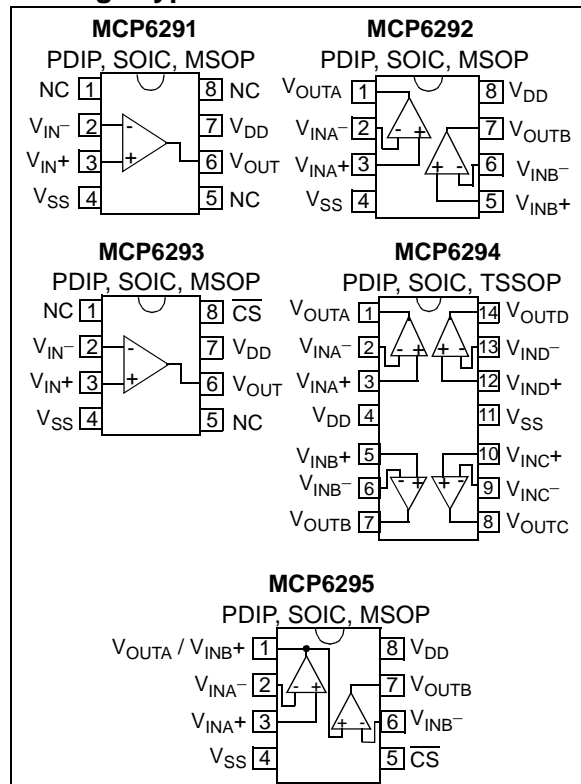 MCP6291
PDIP, SOIC, MSOP
NC 1 8 NC
VIN– 2 - 7 VDD
VIN+ 3 + 6 VOUT
VSS 4 5 NC
MCP6292
PDIP, SOIC, MSOP
VOUTA 1 8 VDD
VINA– 2 - + 7 VOUTB
VINA+ 3 + - 6 VINB–
VSS 4 5 VINB+
MCP6293
PDIP, SOIC, MSOP
NC 1 8 C̅S̅
VIN– 2 - 7 VDD
VIN+ 3 + 6 VOUT
VSS 4 5 NC
MCP6294
PDIP, SOIC, TSSOP
VOUTA 1 14 VOUTD
VINA– 2 - + + - 13 VIND–
VINA+ 3 12 VIND+
VDD 4 11 VSS
VINB+ 5 10 VINC+
VINB– 6 - + + - 9 VINC–
VOUTB 7 8 VOUTC
MCP6295
PDIP, SOIC, MSOP
VOUTA / VINB+ 1 8 VDD
VINA– 2 - + 7 VOUTB
VINA+ 3 + - 6 VINB–
VSS 4 5 C̅S̅